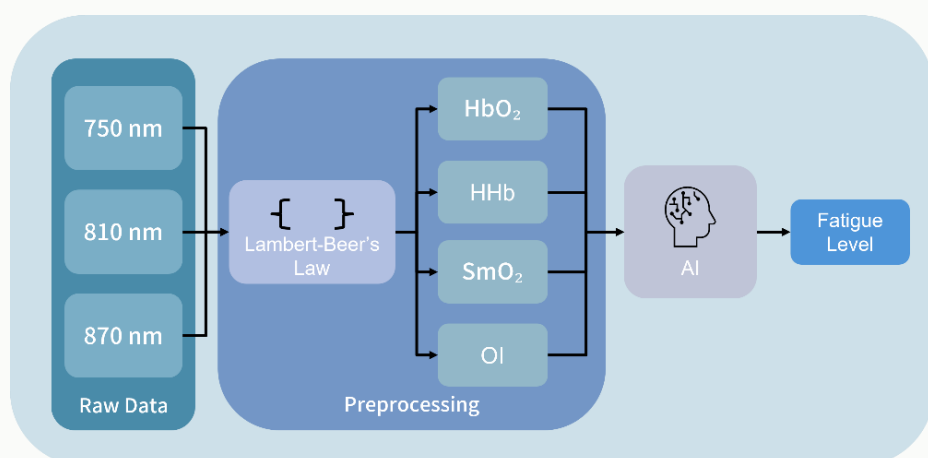 750 nm
810 nm
870 nm
Raw Data
{ }
Lambert-Beer's
Law
HbO₂
HHb
SmO₂
OI
Preprocessing
AI
Fatigue
Level